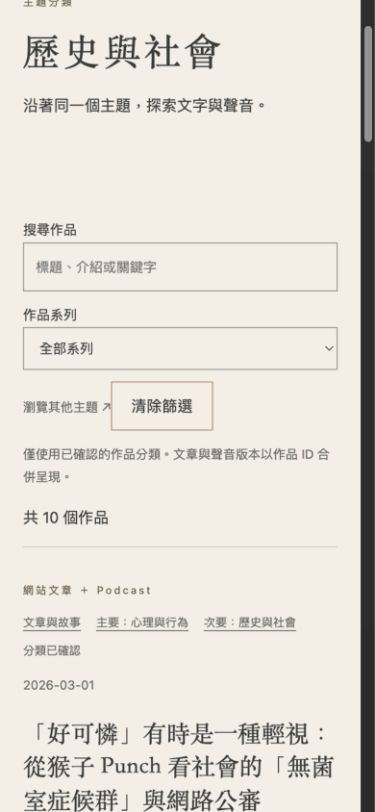 主題分類
歷史與社會
沿著同一個主題，探索文字與聲音。
搜尋作品
標題、介紹或關鍵字
作品系列
全部系列
瀏覽其他主題 ↗ 清除篩選
僅使用已確認的作品分類。文章與聲音版本以作品 ID 合
併呈現。
共 10 個作品
網站文章 + Podcast
文章與故事 主要：心理與行為 次要：歷史與社會
分類已確認
2026-03-01
「好可憐」有時是一種輕視：
從猴子 Punch 看社會的「無菌
室症候群」與網路公審